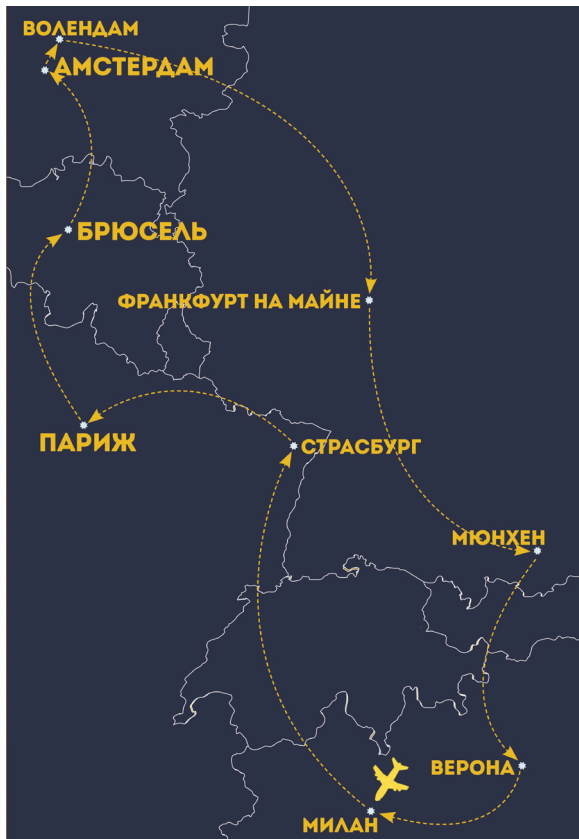 ВОЛЕНДАМ
АМСТЕРДАМ
БРЮСЕЛЬ
ФРАНКФУРТ НА МАЙНЕ
ПАРИЖ
СТРАСБУРГ
МЮНХЕН
ВЕРОНА
МИЛАН